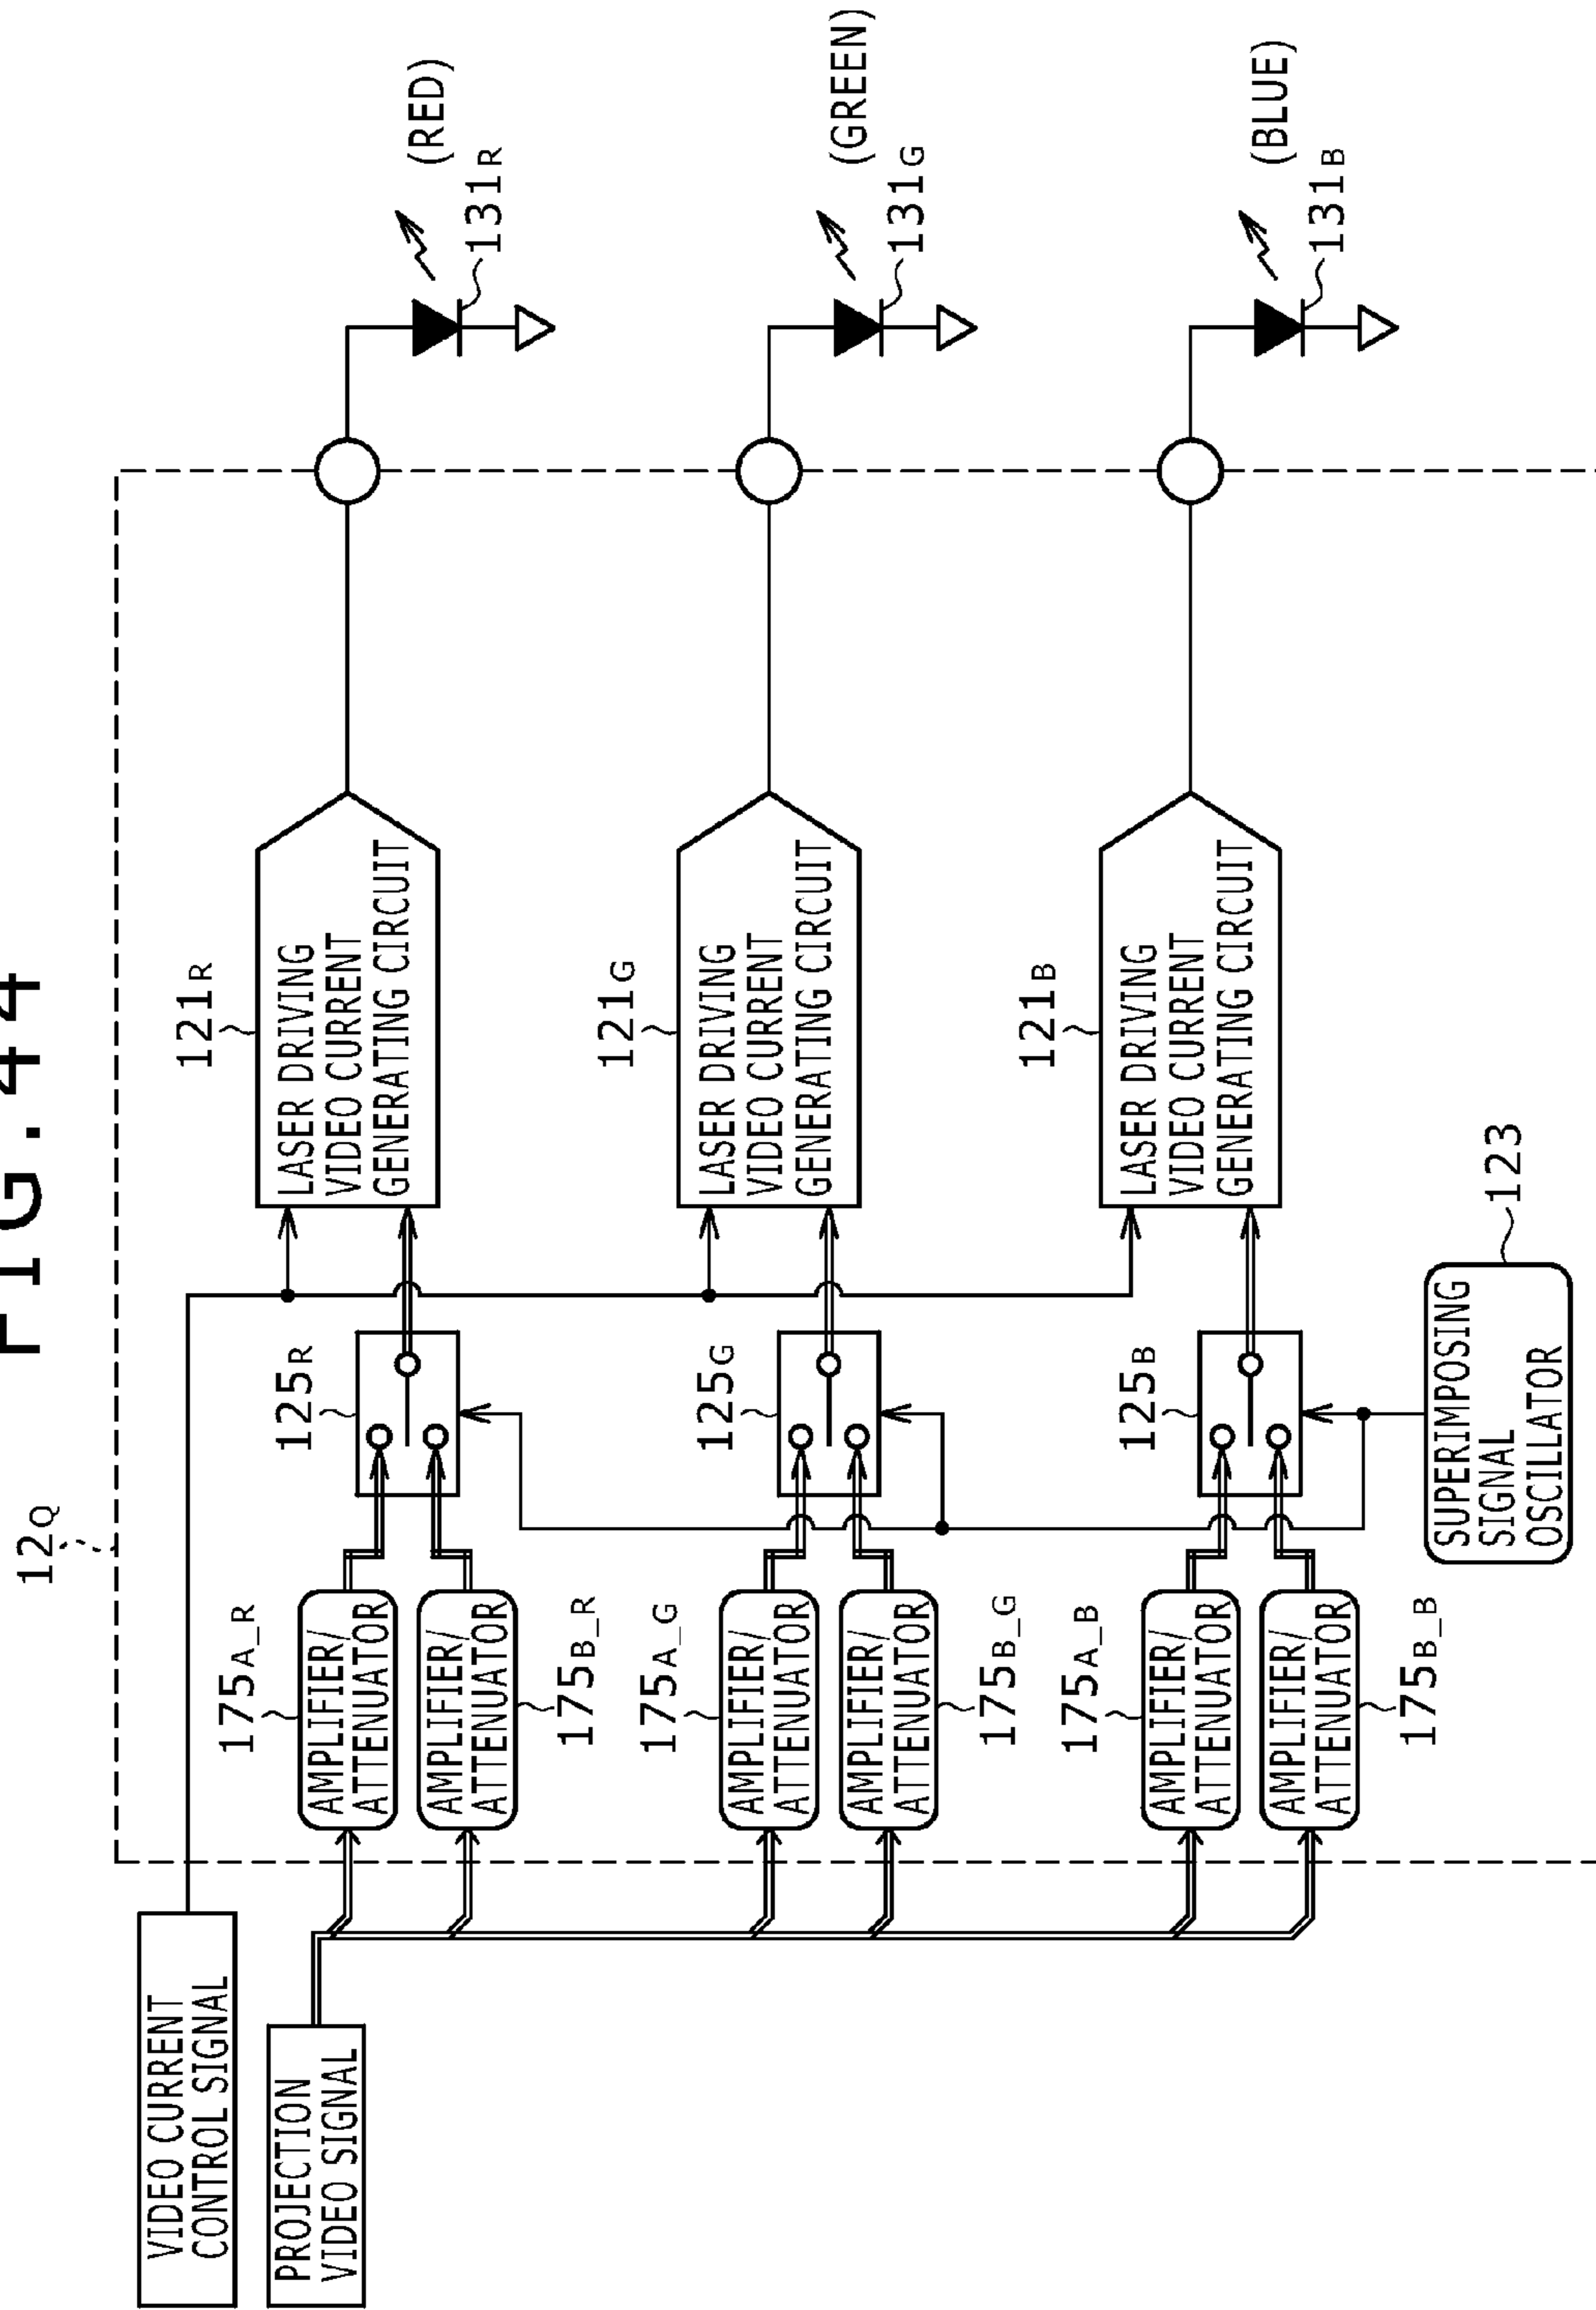 FIG.44
12Q
VIDEO CURRENT
CONTROL SIGNAL
PROJECTION
VIDEO SIGNAL
175A_R
AMPLIFIER/
ATTENUATOR
AMPLIFIER/
ATTENUATOR
175B_R
125R
121R
LASER DRIVING
VIDEO CURRENT
GENERATING CIRCUIT
(RED)
131R
175A_G
AMPLIFIER/
ATTENUATOR
AMPLIFIER/
ATTENUATOR
175B_G
125G
121G
LASER DRIVING
VIDEO CURRENT
GENERATING CIRCUIT
(GREEN)
131G
175A_B
AMPLIFIER/
ATTENUATOR
AMPLIFIER/
ATTENUATOR
175B_B
125B
121B
LASER DRIVING
VIDEO CURRENT
GENERATING CIRCUIT
(BLUE)
131B
SUPERIMPOSING
SIGNAL
OSCILLATOR
123